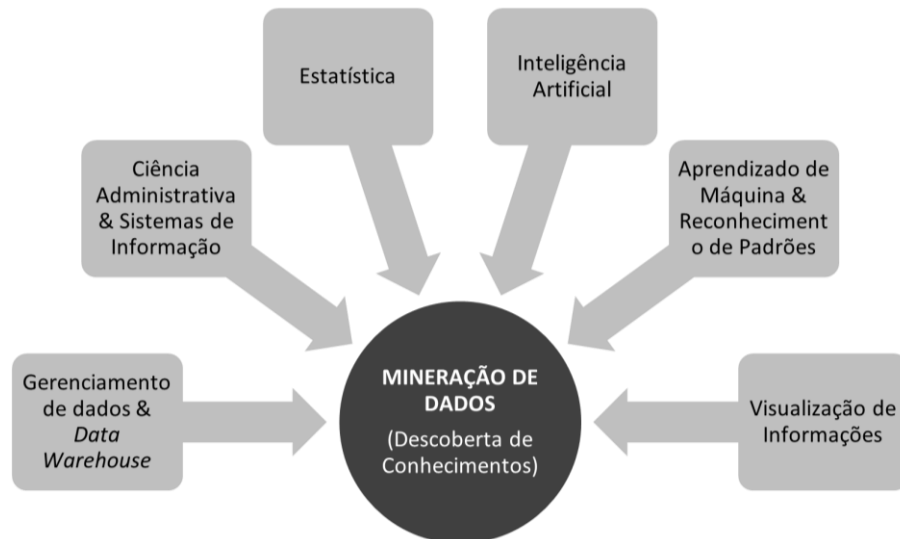 Estatística
Inteligência
Artificial
Ciência
Administrativa
& Sistemas de
Informação
Aprendizado de
Máquina &
Reconheciment
o de Padrões
Gerenciamento
de dados &
Data
Warehouse
MINERAÇÃO DE
DADOS
(Descoberta de
Conhecimentos)
Visualização de
Informações